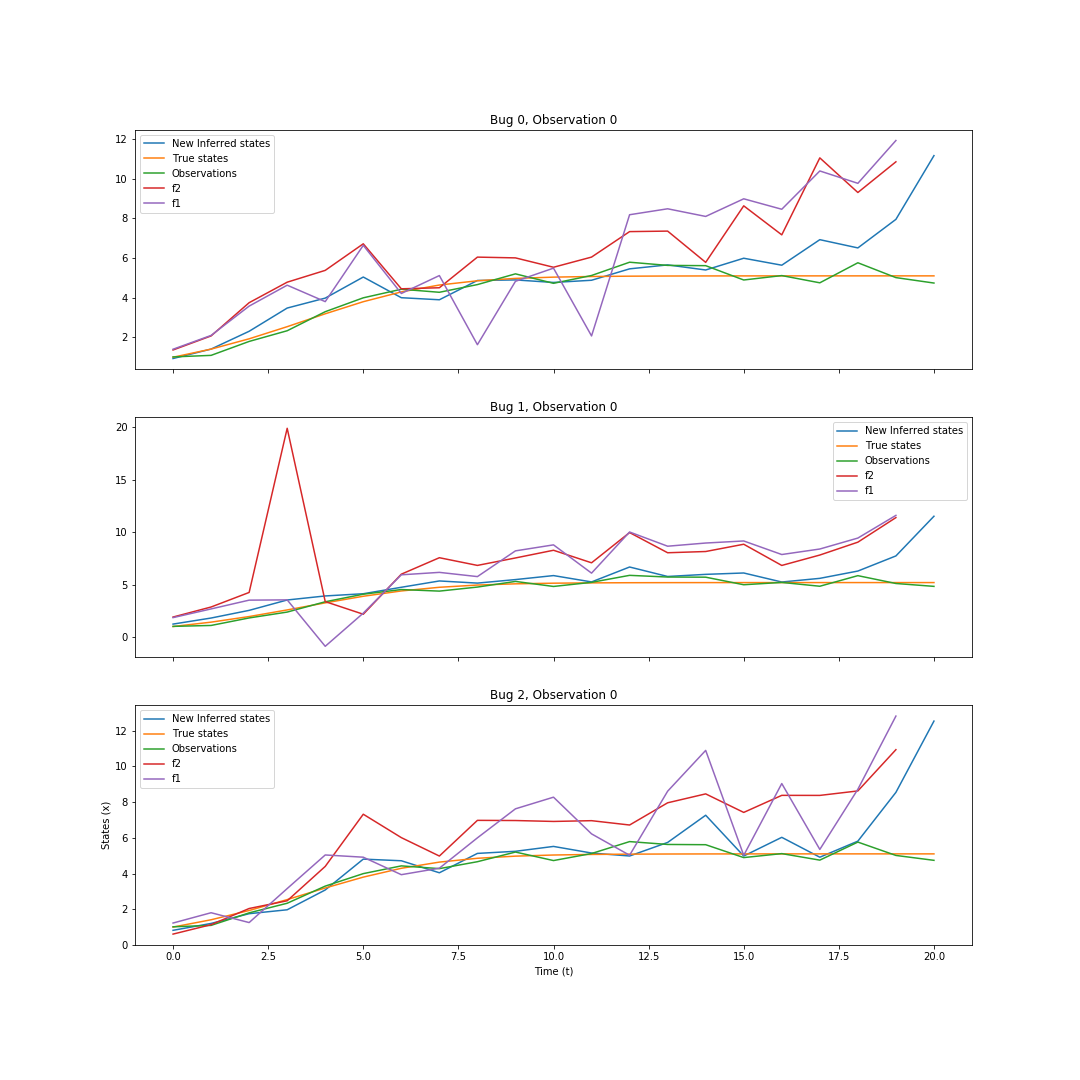 Bug 0, Observation 0
12
10
8
6
4
2
New Inferred states
True states
Observations
f2
f1
Bug 1, Observation 0
20
15
10
5
0
New Inferred states
True states
Observations
f2
f1
Bug 2, Observation 0
States (x)
12
10
8
6
4
2
0
New Inferred states
True states
Observations
f2
f1
0.0 2.5 5.0 7.5 10.0 12.5 15.0 17.5 20.0
Time (t)